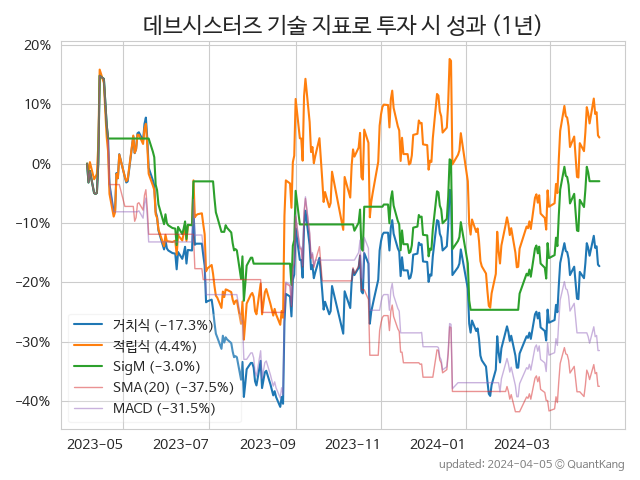 데브시스터즈 기술 지표로 투자 시 성과 (1년)
20%
10%
0%
−10%
−20%
−30%
−40%
거치식 (−17.3%)
적립식 (4.4%)
SigM (−3.0%)
SMA(20) (−37.5%)
MACD (−31.5%)
2023−05
2023−07
2023−09
2023−11
2024−01
2024−03
updated: 2024−04−05 © QuantKang